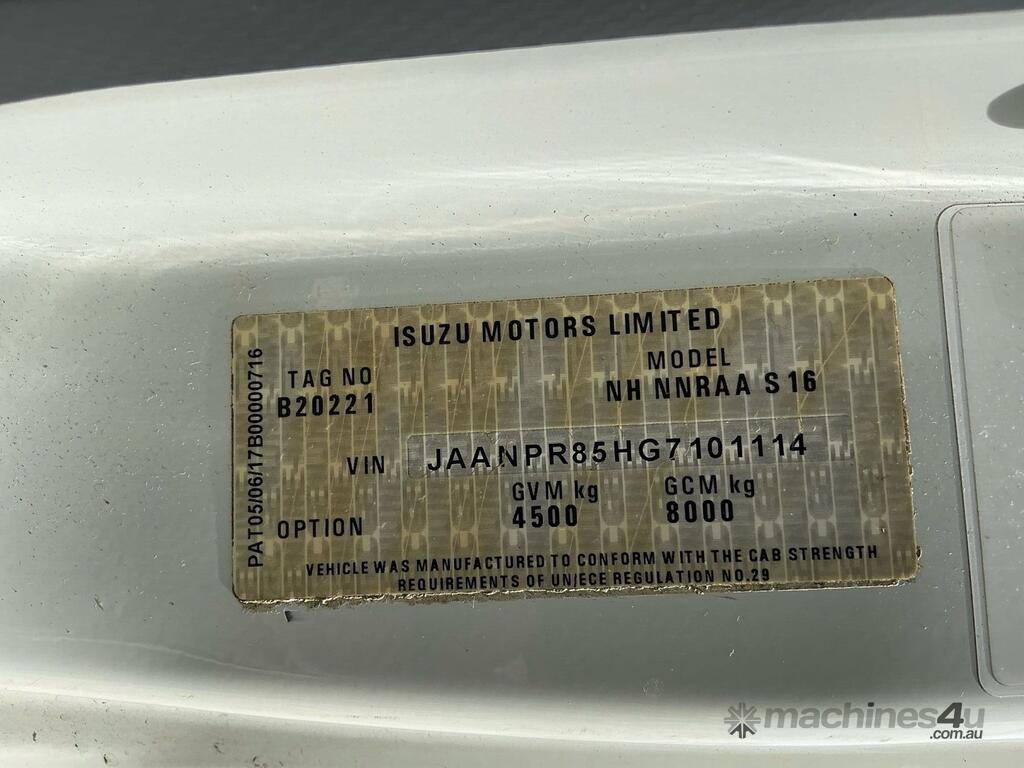 ISUZU MOTORS LIMITED
TAG NO
B20221
MODEL
NH NNRAA S16
VIN JAANPR85HG7101114
GVM kg
4500
GCM kg
8000
OPTION
VEHICLE WAS MANUFACTURED TO CONFORM WITH THE CAB STRENGTH
REQUIREMENTS OF UN/ECE REGULATION NO.29
PAT05/06/17B00000716
machines4u
.com.au